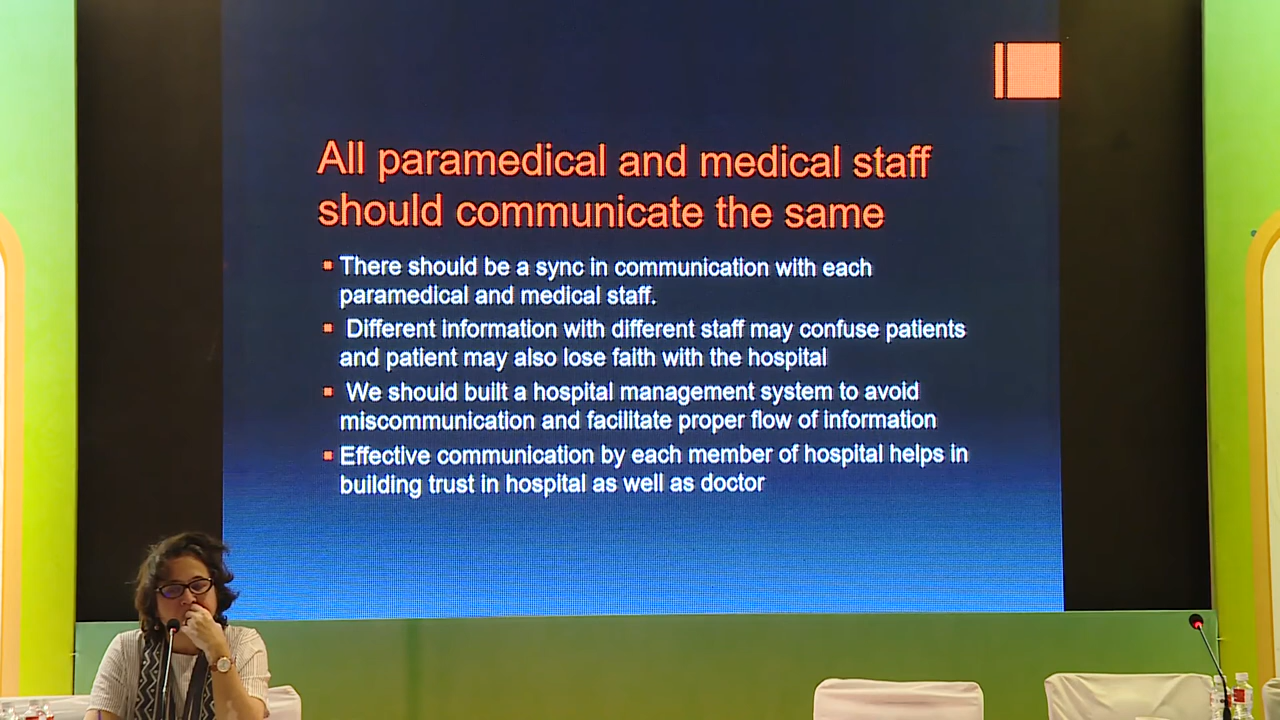 All paramedical and medical staff
should communicate the same
There should be a sync in communication with each
paramedical and medical staff.
Different information with different staff may confuse patients
and patient may also lose faith with the hospital
We should built a hospital management system to avoid
miscommunication and facilitate proper flow of information
Effective communication by each member of hospital helps in
building trust in hospital as well as doctor